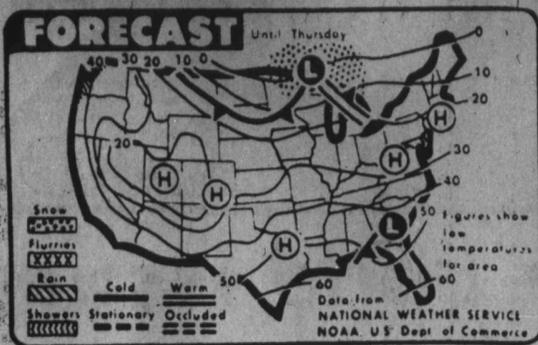 FORECAST Until Thursday
0
40 30 20 10 0
L
10
20
H
20
H
30
H
H
40
Snow
50
L
Figures show
low
temperatures
for area
Flurries
H
Rain
Cold Warm
50
60
60
Showers
Stationary Occluded
Data from
NATIONAL WEATHER SERVICE
NOAA, US Dept of Commerce